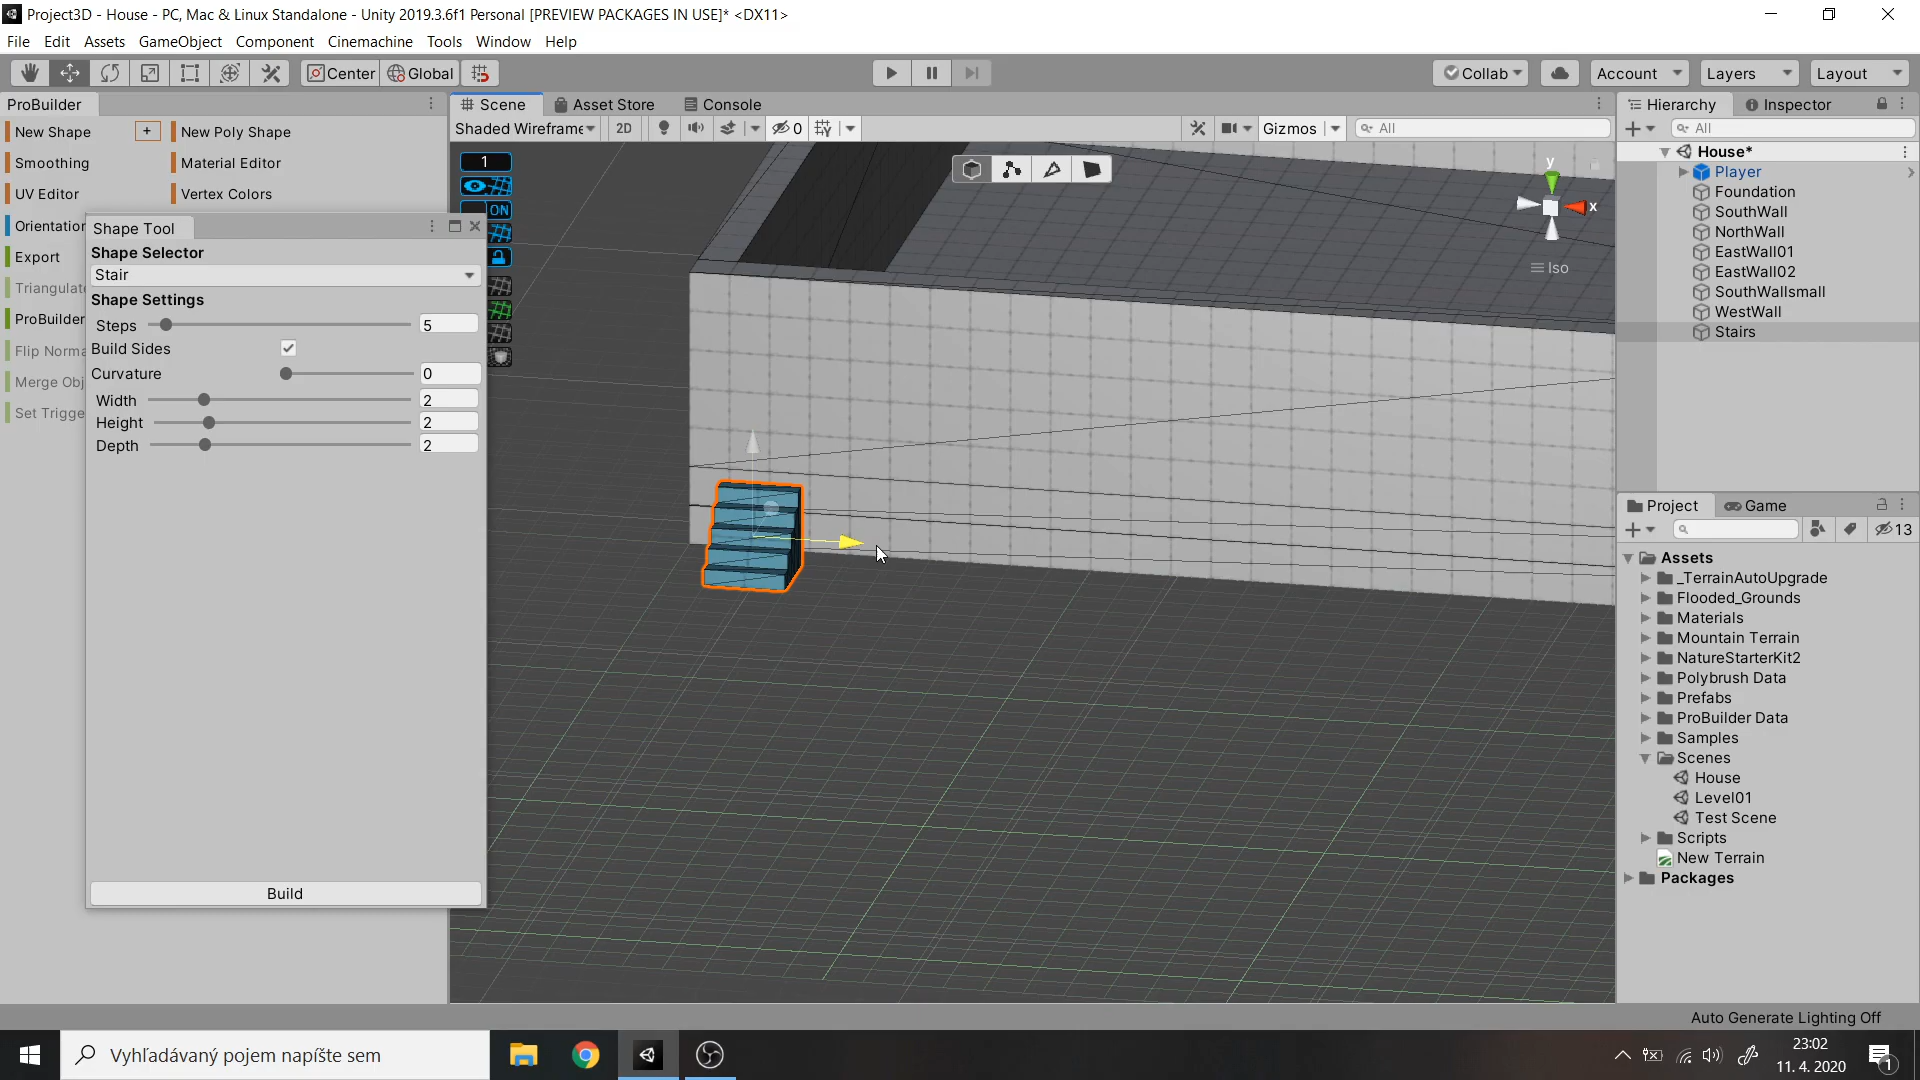 Project3D - House - PC, Mac & Linux Standalone - Unity 2019.3.6f1 Personal [PREVIEW PACKAGES IN USE]* <DX11>
File Edit Assets GameObject Component Cinemachine Tools Window Help
Center Global Collab Account Layers Layout
ProBuilder
New Shape + New Poly Shape
Smoothing Material Editor
UV Editor Vertex Colors
Orientation
Export
Triangulat
ProBuilder
Flip Norma
Merge Obj
Set Trigge
Shape Tool
Shape Selector
Stair
Shape Settings
Steps 5
Build Sides
Curvature 0
Width 2
Height 2
Depth 2
Build
Scene Asset Store Console
Shaded Wireframe 2D 0 Gizmos All
1
ON
y
x
Iso
Hierarchy Inspector
All
House*
Player
Foundation
SouthWall
NorthWall
EastWall01
EastWall02
SouthWallsmall
WestWall
Stairs
Project Game
13
Assets
_TerrainAutoUpgrade
Flooded_Grounds
Materials
Mountain Terrain
NatureStarterKit2
Polybrush Data
Prefabs
ProBuilder Data
Samples
Scenes
House
Level01
Test Scene
Scripts
New Terrain
Packages
Auto Generate Lighting Off
Vyhľadávaný pojem napíšte sem
23:02
11. 4. 2020
1